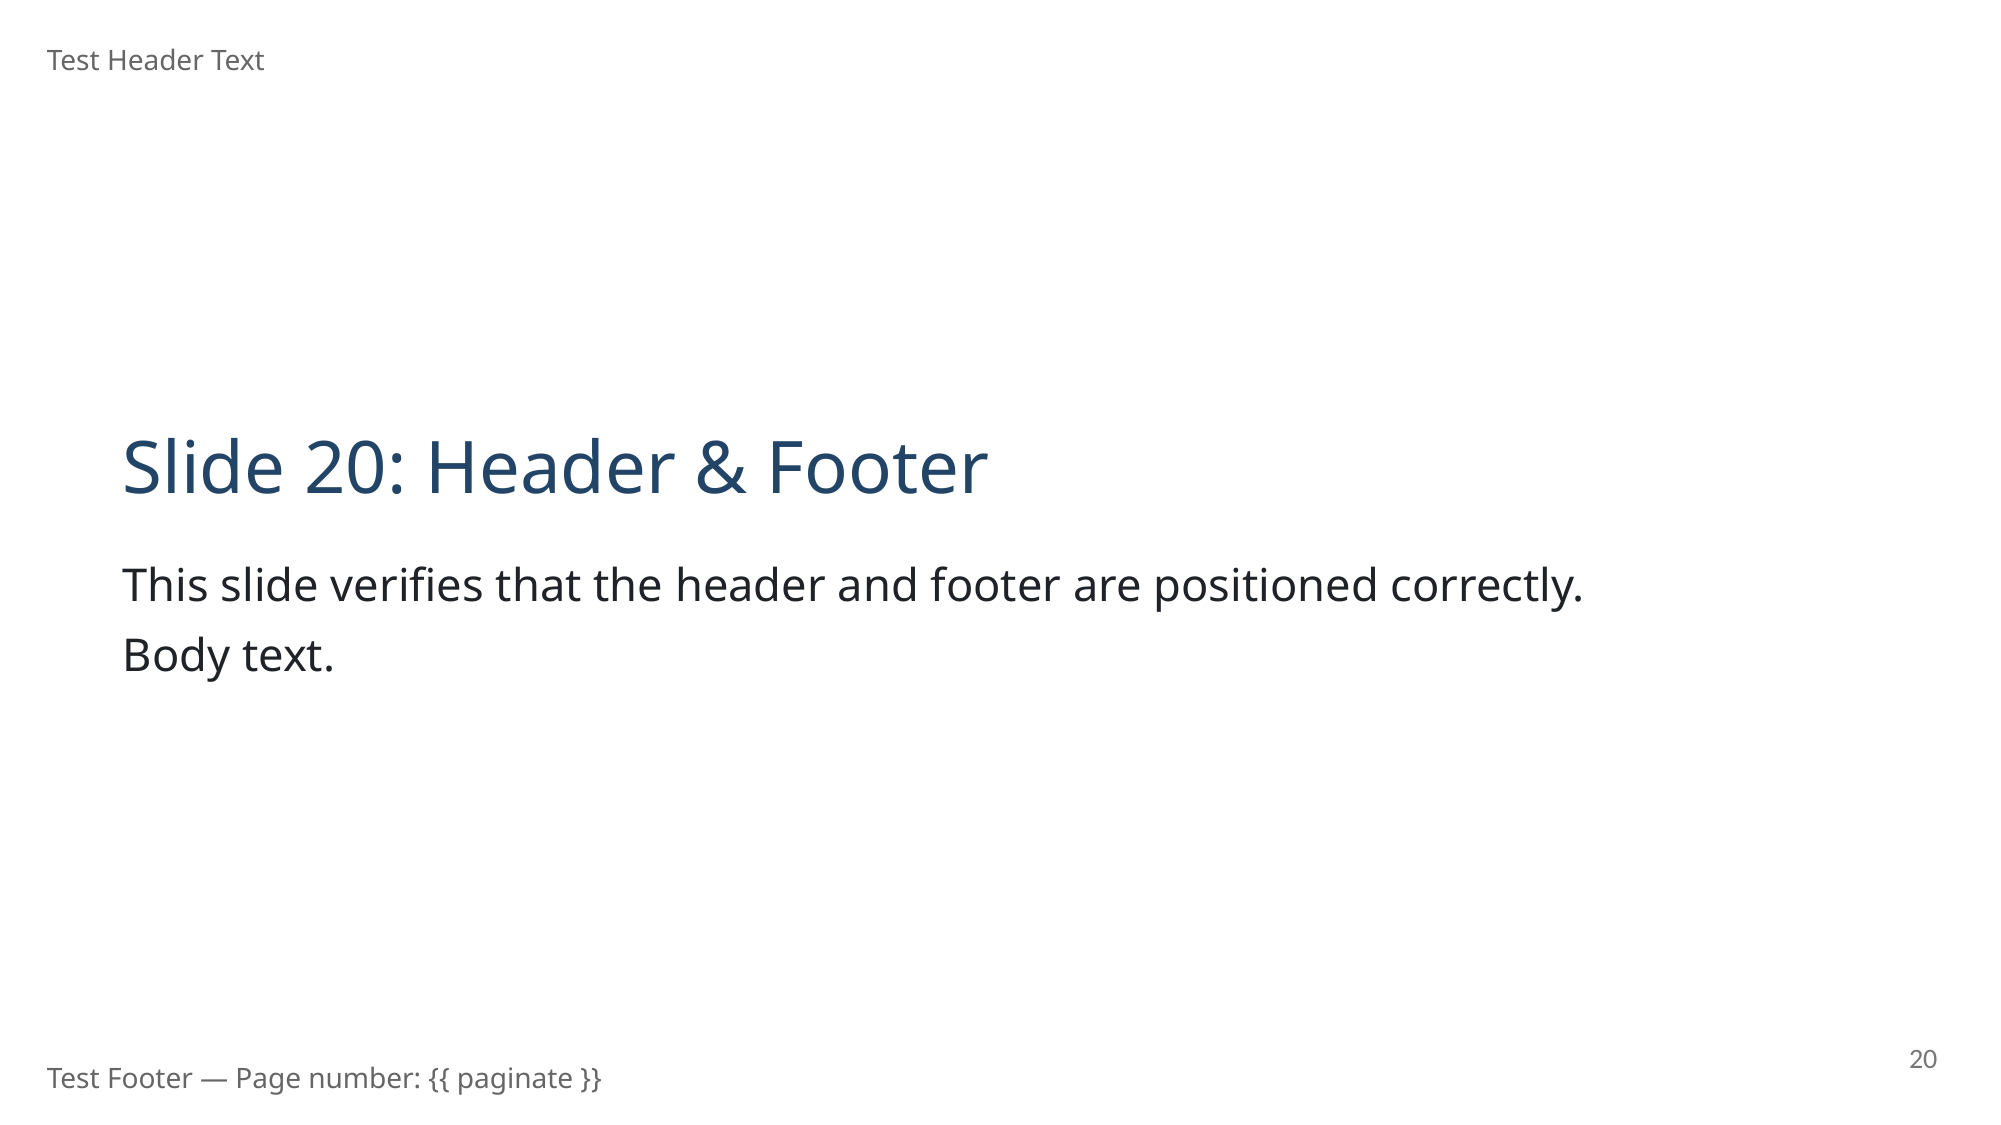 Test Header Text
Slide 20: Header & Footer
This slide verifies that the header and footer are positioned correctly.
Body text.
Test Footer — Page number: {{ paginate }}
20